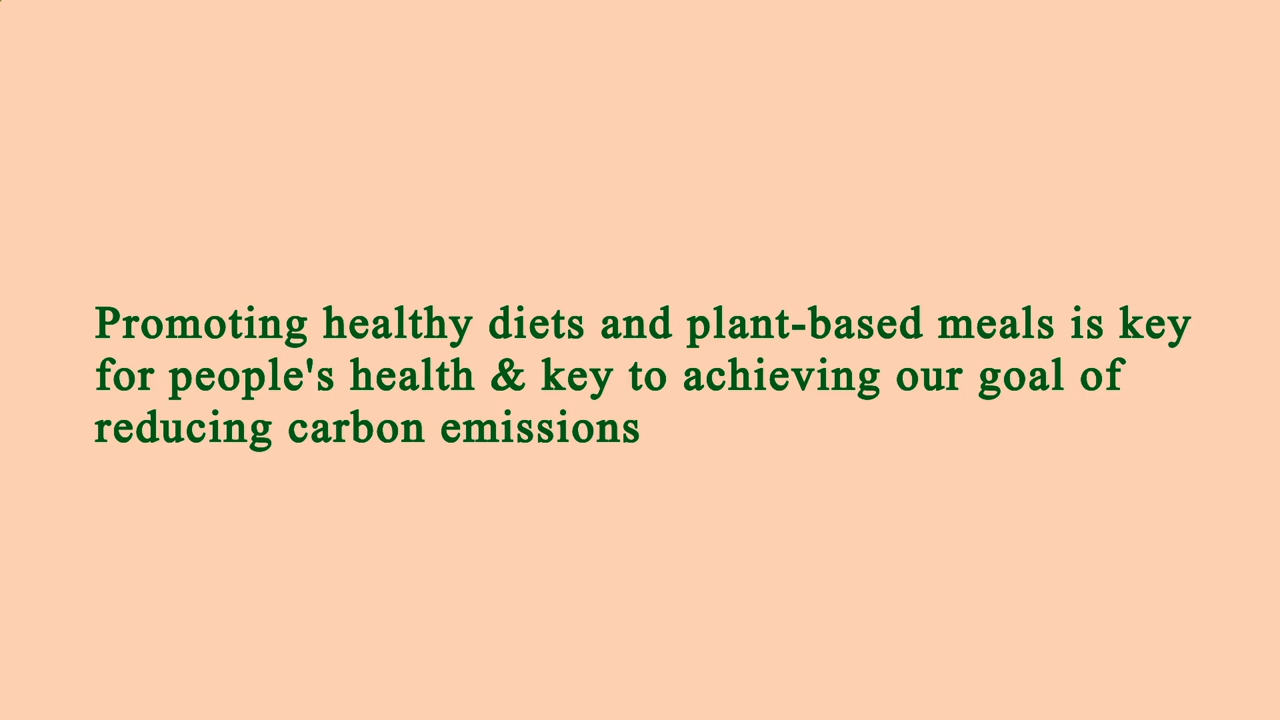 Promoting healthy diets and plant-based meals is key
for people's health & key to achieving our goal of
reducing carbon emissions